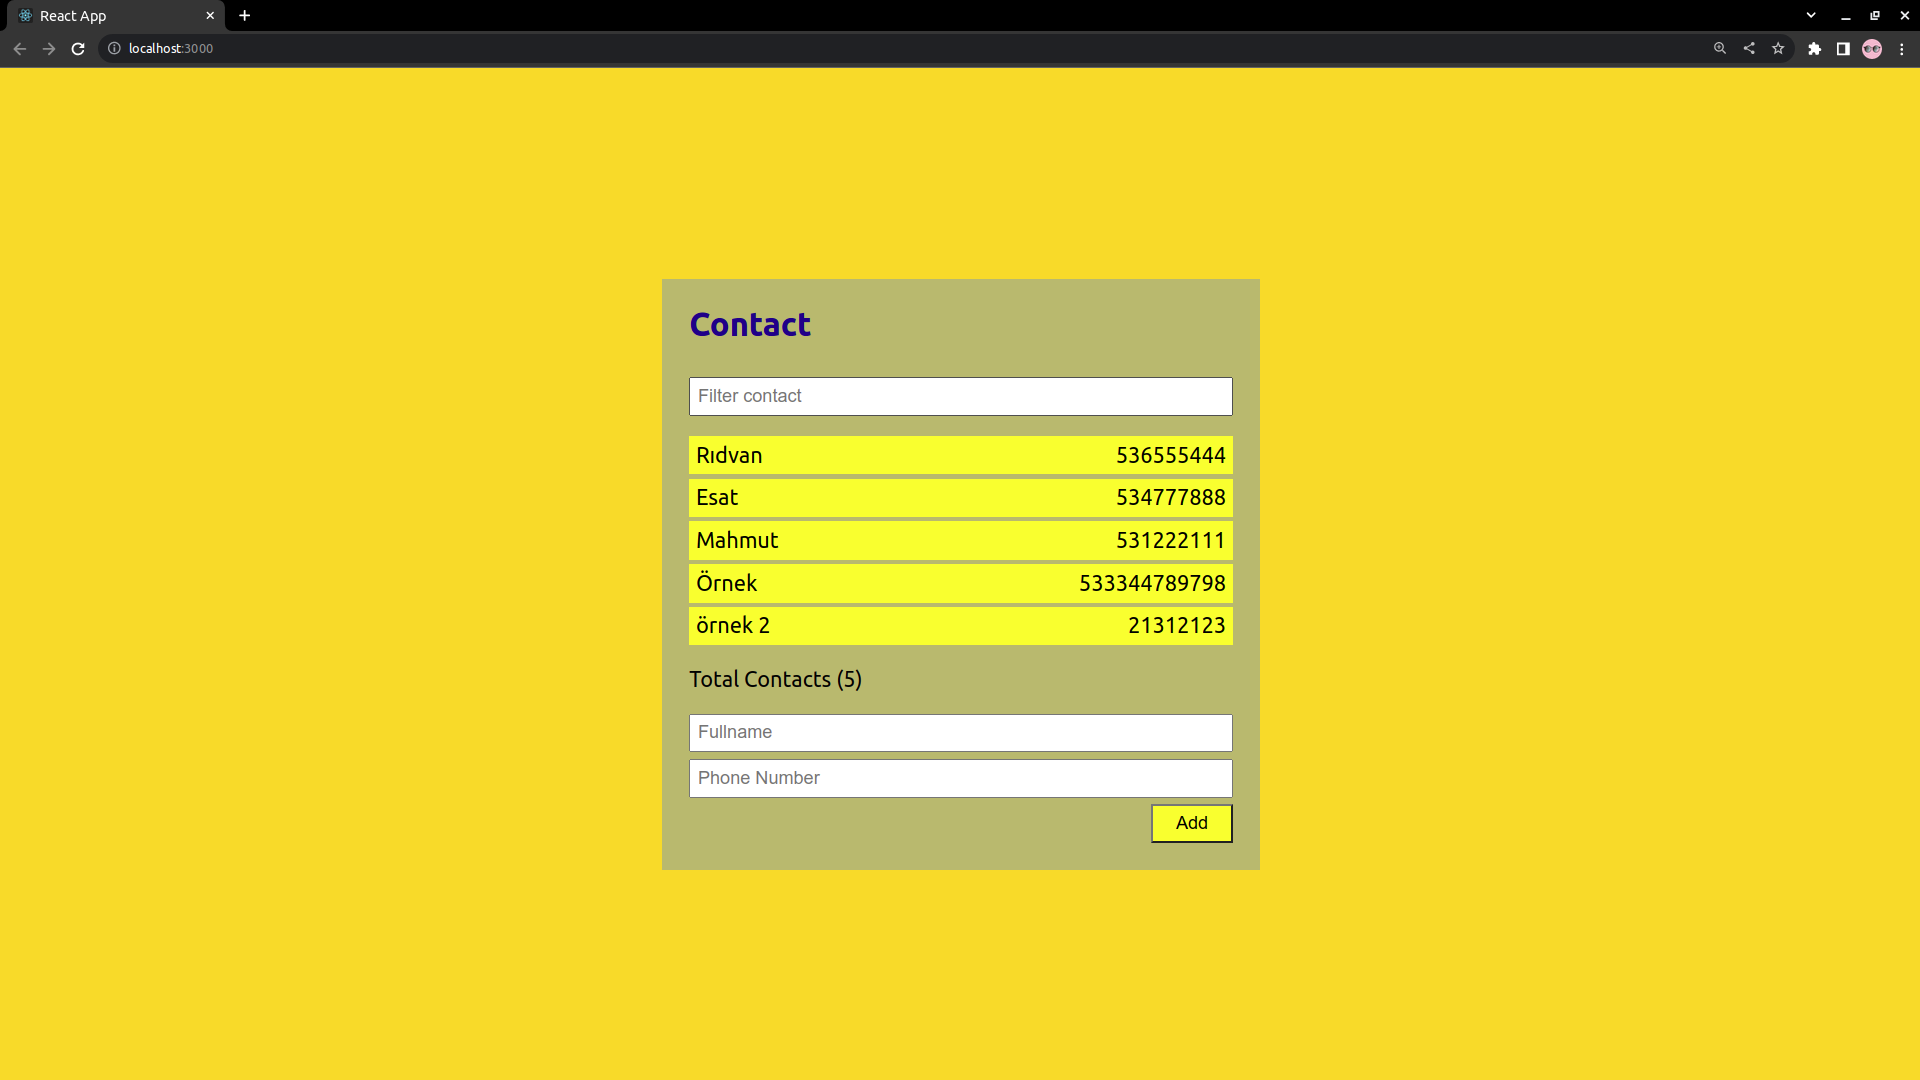 React App
localhost:3000
Contact
Filter contact
Rıdvan 536555444
Esat 534777888
Mahmut 531222111
Örnek 533344789798
örnek 2 21312123
Total Contacts (5)
Fullname
Phone Number
Add